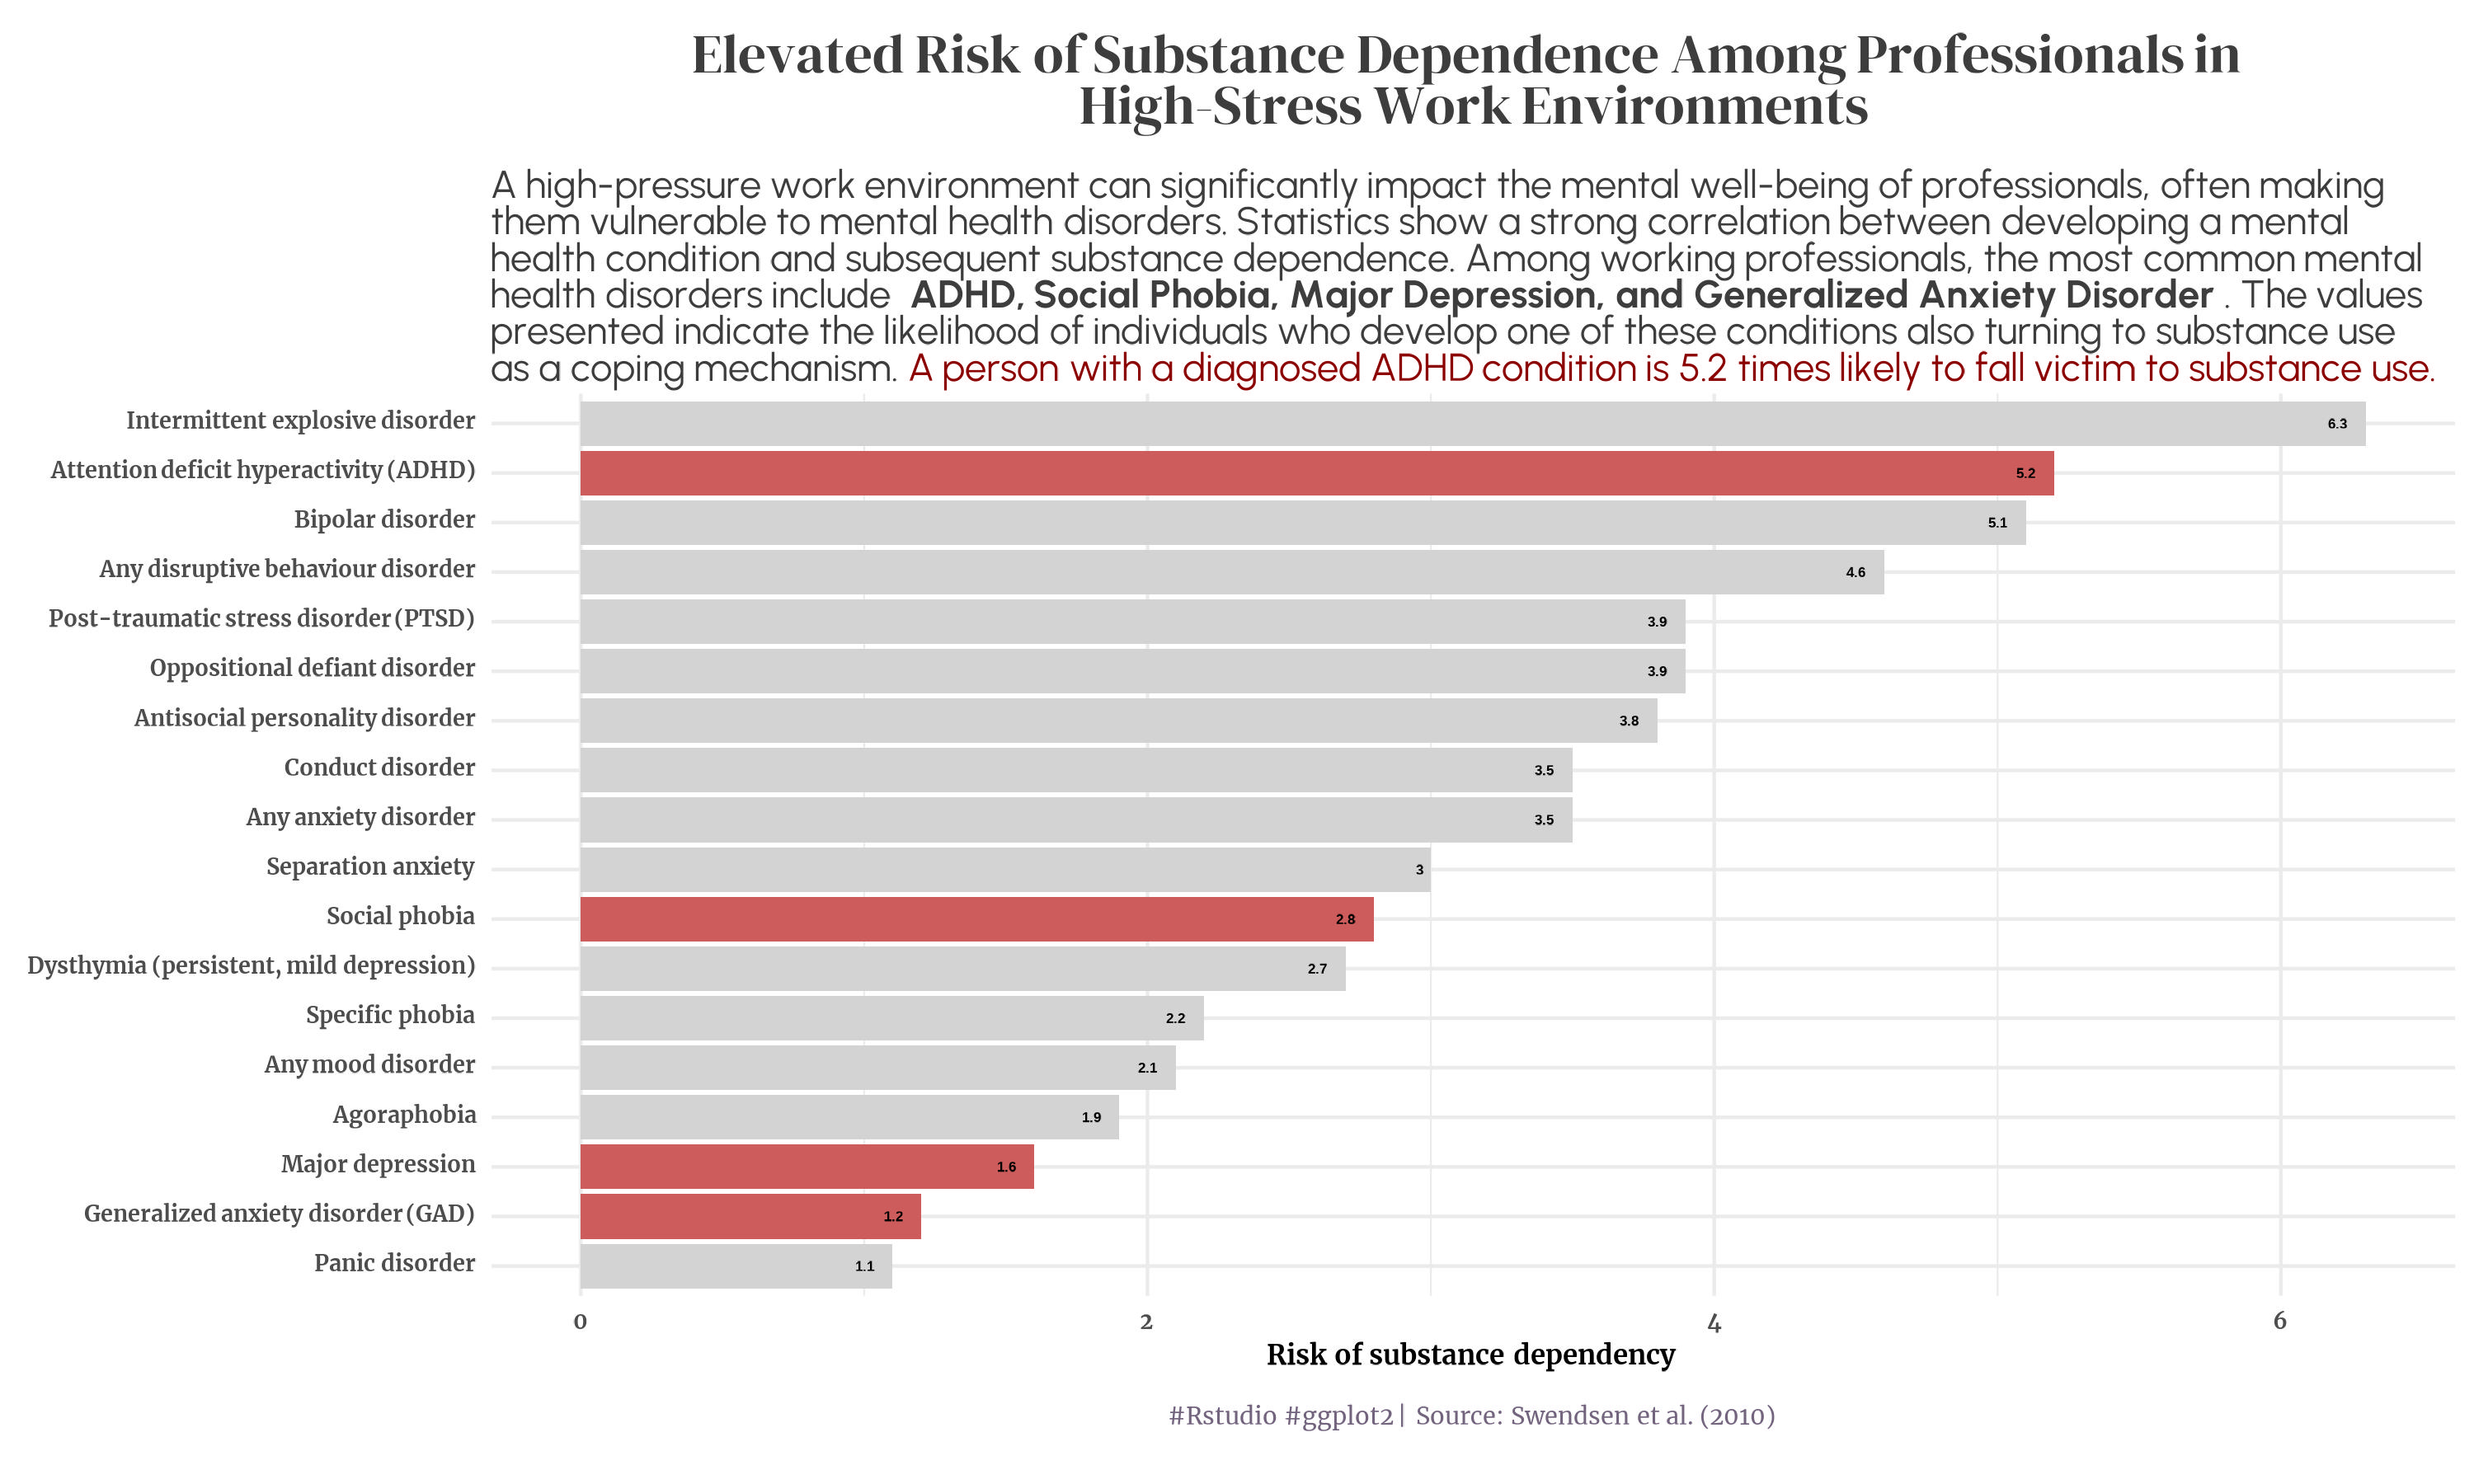 Elevated Risk of Substance Dependence Among Professionals in
High-Stress Work Environments
A high-pressure work environment can significantly impact the mental well-being of professionals, often making
them vulnerable to mental health disorders. Statistics show a strong correlation between developing a mental
health condition and subsequent substance dependence. Among working professionals, the most common mental
health disorders include ADHD, Social Phobia, Major Depression, and Generalized Anxiety Disorder . The values
presented indicate the likelihood of individuals who develop one of these conditions also turning to substance use
as a coping mechanism. A person with a diagnosed ADHD condition is 5.2 times likely to fall victim to substance use.
Intermittent explosive disorder 6.3
Attention deficit hyperactivity (ADHD) 5.2
Bipolar disorder 5.1
Any disruptive behaviour disorder 4.6
Post-traumatic stress disorder (PTSD) 3.9
Oppositional defiant disorder 3.9
Antisocial personality disorder 3.8
Conduct disorder 3.5
Any anxiety disorder 3.5
Separation anxiety 3
Social phobia 2.8
Dysthymia (persistent, mild depression) 2.7
Specific phobia 2.2
Any mood disorder 2.1
Agoraphobia 1.9
Major depression 1.6
Generalized anxiety disorder (GAD) 1.2
Panic disorder 1.1
0 2 4 6
Risk of substance dependency
#Rstudio #ggplot2 | Source: Swendsen et al. (2010)